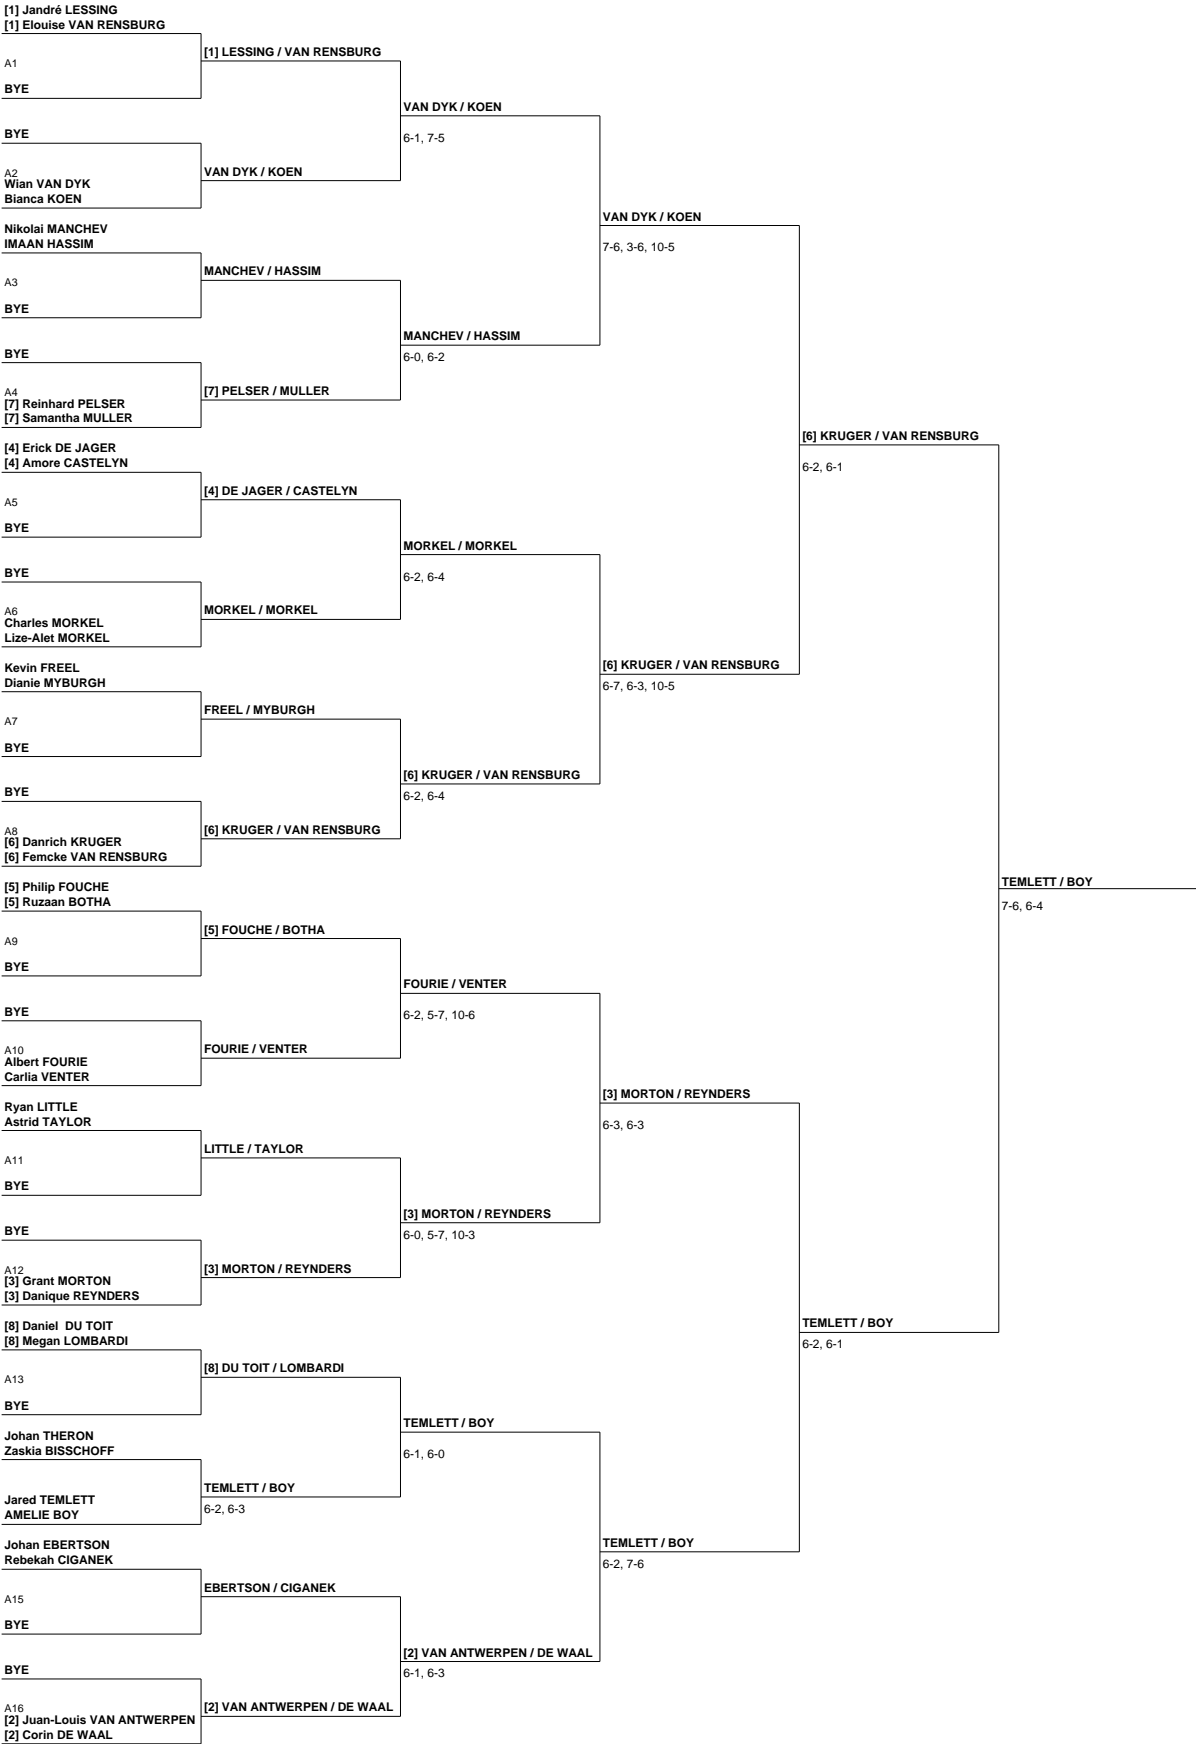 [1] Jandré LESSING
[1] Elouise VAN RENSBURG
A1
BYE
BYE
A2
Wian VAN DYK
Bianca KOEN
Nikolai MANCHEV
IMAAN HASSIM
A3
BYE
BYE
A4
[7] Reinhard PELSER
[7] Samantha MULLER
[4] Erick DE JAGER
[4] Amore CASTELYN
A5
BYE
BYE
A6
Charles MORKEL
Lize-Alet MORKEL
Kevin FREEL
Dianie MYBURGH
A7
BYE
BYE
A8
[6] Danrich KRUGER
[6] Femcke VAN RENSBURG
[5] Philip FOUCHE
[5] Ruzaan BOTHA
A9
BYE
BYE
A10
Albert FOURIE
Carlia VENTER
Ryan LITTLE
Astrid TAYLOR
A11
BYE
BYE
A12
[3] Grant MORTON
[3] Danique REYNDERS
[8] Daniel  DU TOIT
[8] Megan LOMBARDI
A13
BYE
Johan THERON
Zaskia BISSCHOFF
Jared TEMLETT
AMELIE BOY
Johan EBERTSON
Rebekah CIGANEK
A15
BYE
BYE
A16
[2] Juan-Louis VAN ANTWERPEN
[2] Corin DE WAAL
[1] LESSING / VAN RENSBURG
VAN DYK / KOEN
MANCHEV / HASSIM
[7] PELSER / MULLER
[4] DE JAGER / CASTELYN
MORKEL / MORKEL
FREEL / MYBURGH
[6] KRUGER / VAN RENSBURG
[5] FOUCHE / BOTHA
FOURIE / VENTER
LITTLE / TAYLOR
[3] MORTON / REYNDERS
[8] DU TOIT / LOMBARDI
TEMLETT / BOY
6-2, 6-3
EBERTSON / CIGANEK
[2] VAN ANTWERPEN / DE WAAL
VAN DYK / KOEN
6-1, 7-5
MANCHEV / HASSIM
6-0, 6-2
MORKEL / MORKEL
6-2, 6-4
[6] KRUGER / VAN RENSBURG
6-2, 6-4
FOURIE / VENTER
6-2, 5-7, 10-6
[3] MORTON / REYNDERS
6-0, 5-7, 10-3
TEMLETT / BOY
6-1, 6-0
[2] VAN ANTWERPEN / DE WAAL
6-1, 6-3
VAN DYK / KOEN
7-6, 3-6, 10-5
[6] KRUGER / VAN RENSBURG
6-7, 6-3, 10-5
[3] MORTON / REYNDERS
6-3, 6-3
TEMLETT / BOY
6-2, 7-6
[6] KRUGER / VAN RENSBURG
6-2, 6-1
TEMLETT / BOY
6-2, 6-1
TEMLETT / BOY
7-6, 6-4